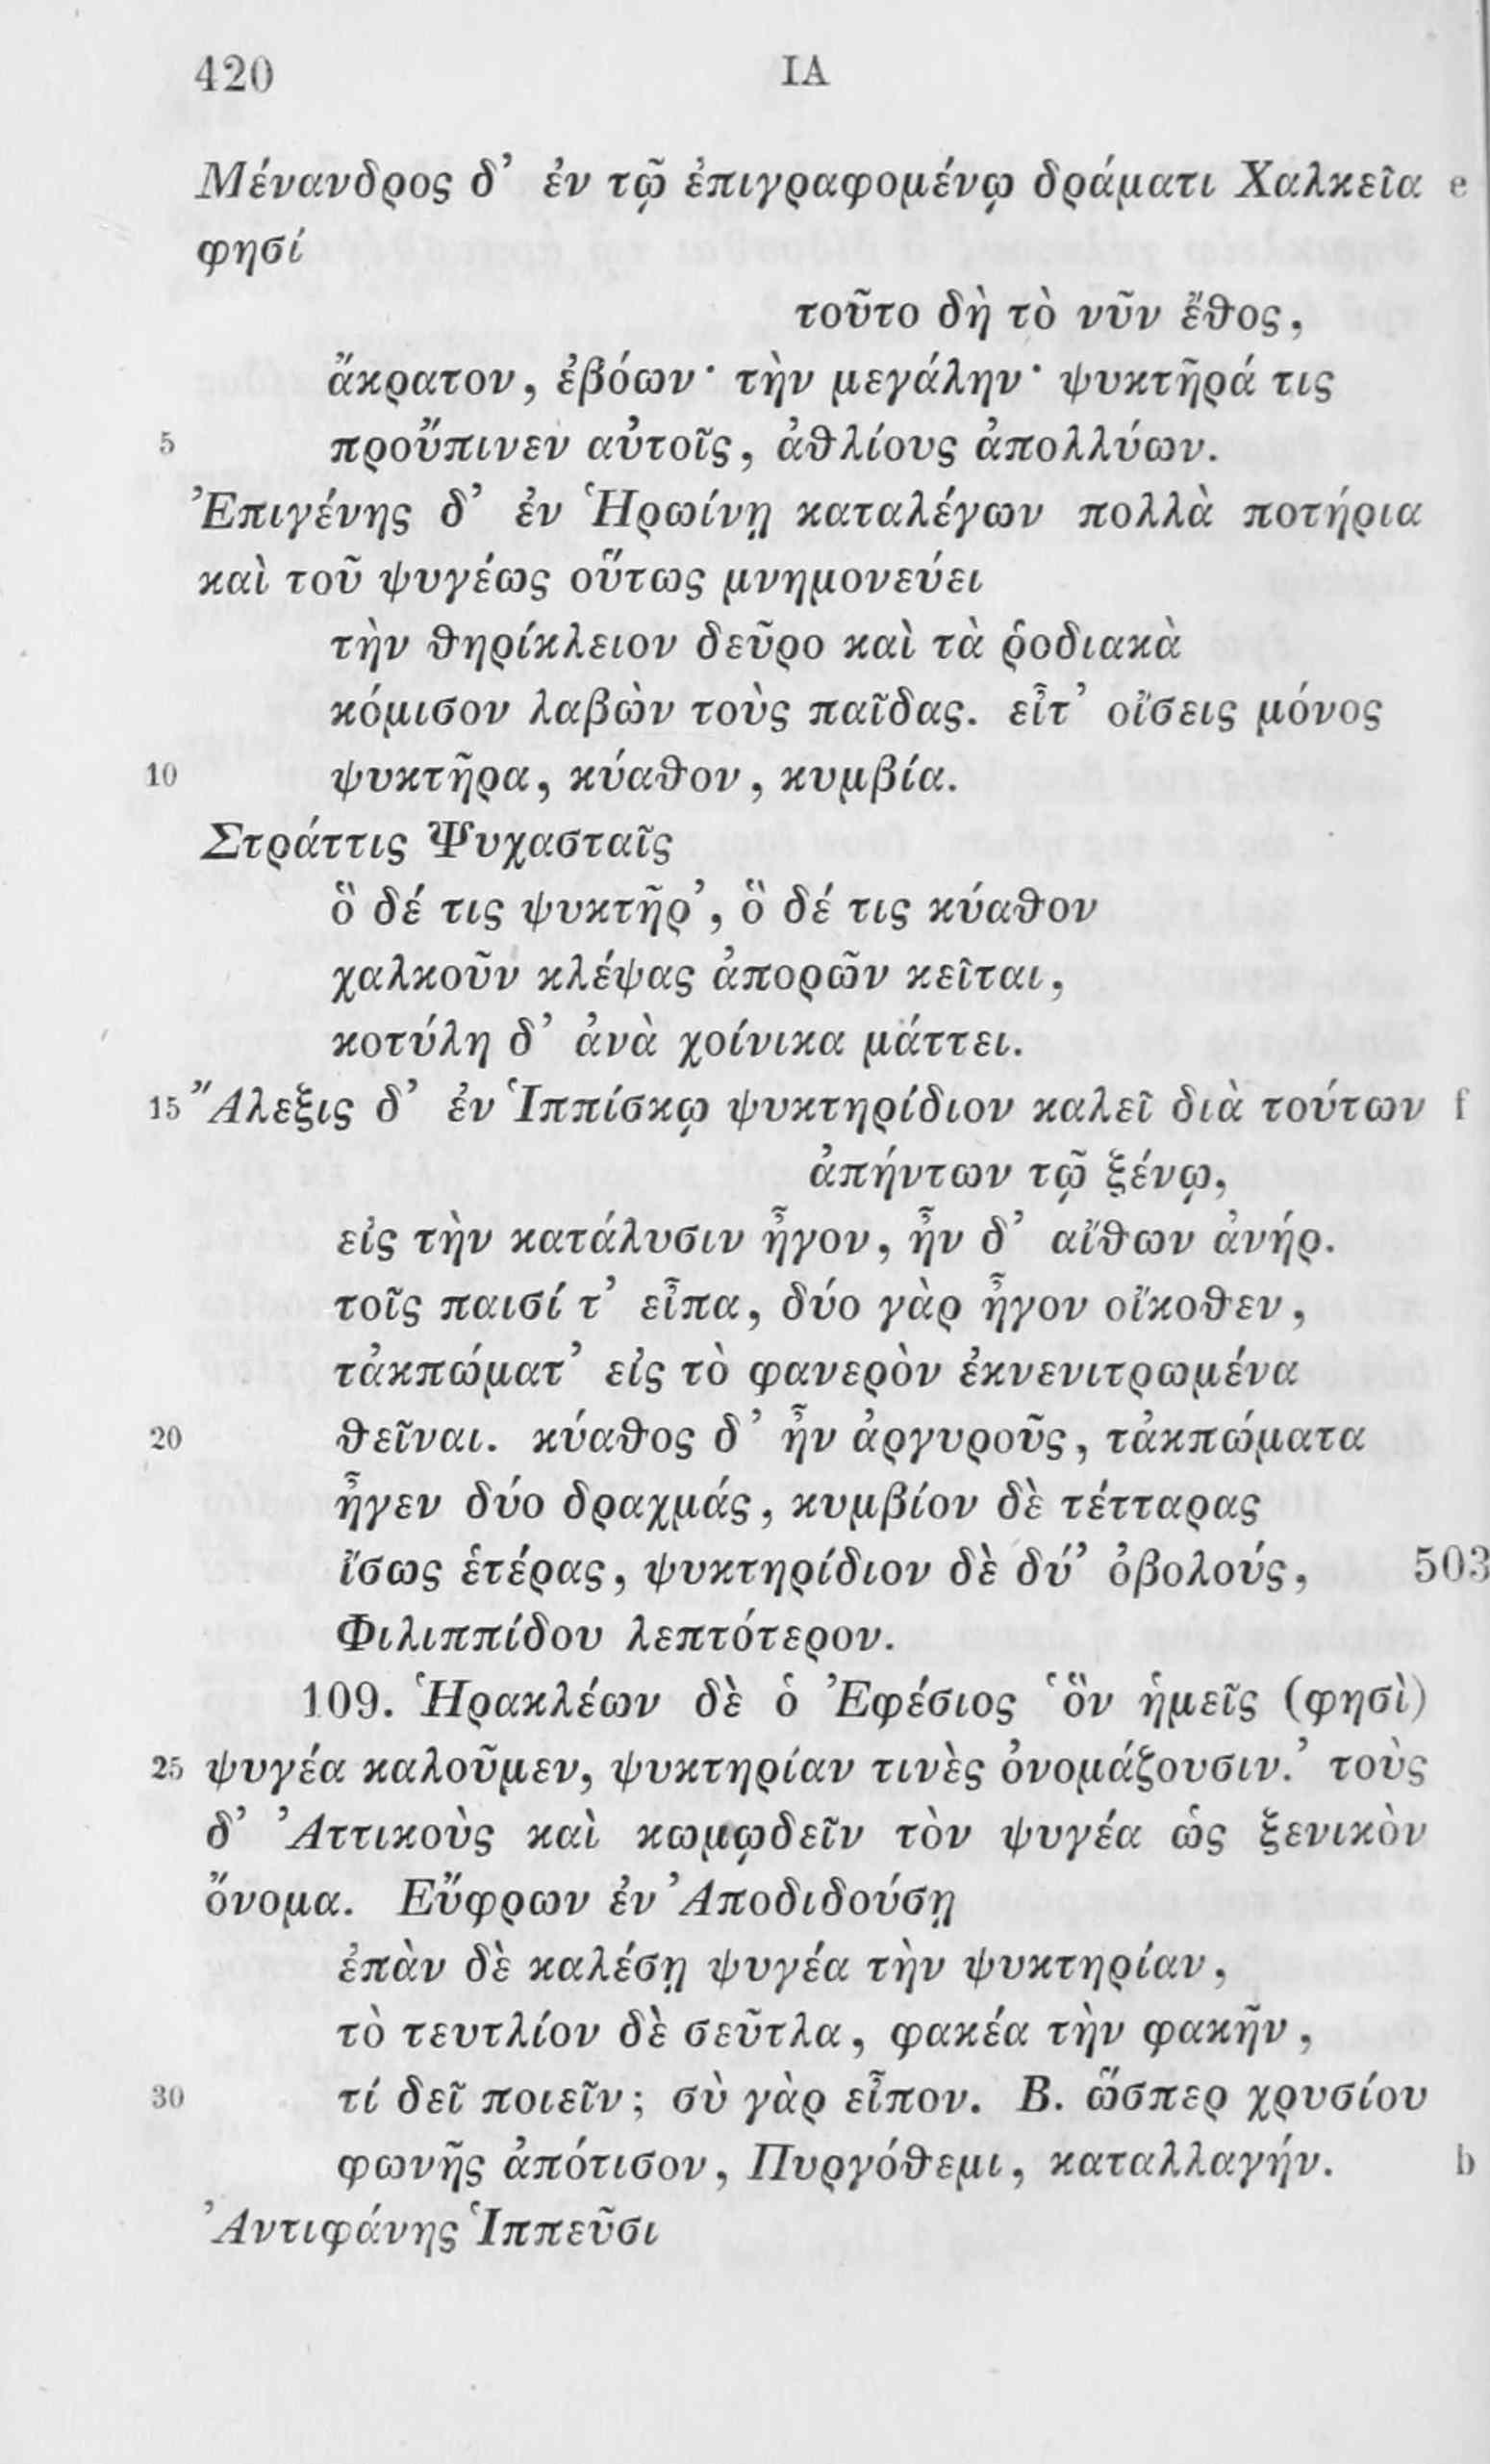 420 ΙΑ
Μένανδρος δ’ ἐν τῷ ἐπιγραφομένῳ δράματι Χαλκεῖα e
φησί
τοῦτο δὴ τὸ νῦν ἔθος,
ἄκρατον, ἐβόων· τὴν μεγάλην· ψυκτῆρά τις
5 προὔπινεν αὐτοῖς, ἀθλίους ἀπολλύων.
Ἐπιγένης δ’ ἐν Ἡρωίνῃ καταλέγων πολλὰ ποτήρια
καὶ τοῦ ψυγέως οὕτως μνημονεύει
τὴν θηρίκλειον δεῦρο καὶ τὰ ῥοδιακὰ
κόμισον λαβὼν τοὺς παῖδας. εἶτ’ οἴσεις μόνος
10 ψυκτῆρα, κύαθον, κυμβία.
Στράττις Ψυχασταῖς
ὃ δέ τις ψυκτῆρ’, ὃ δέ τις κύαθον
χαλκοῦν κλέψας ἀπορῶν κεῖται,
κοτύλη δ’ ἀνὰ χοίνικα μάττει.
15 Ἄλεξις δ’ ἐν Ἱππίσκῳ ψυκτηρίδιον καλεῖ διὰ τούτων f
ἀπήντων τῷ ξένῳ,
εἰς τὴν κατάλυσιν ἦγον, ἦν δ’ αἴθων ἀνήρ.
τοῖς παισί τ’ εἶπα, δύο γὰρ ἦγον οἴκοθεν,
τἀκπώματ’ εἰς τὸ φανερὸν ἐκνενιτρωμένα
20 θεῖναι. κύαθος δ’ ἦν ἀργυροῦς, τἀκπώματα
ἦγεν δύο δραχμάς, κυμβίον δὲ τέτταρας
ἴσως ἑτέρας, ψυκτηρίδιον δὲ δύ’ ὀβολούς, 503
Φιλιππίδου λεπτότερον.
109. Ἡρακλέων δὲ ὁ Ἐφέσιος ‘ὃν ἡμεῖς (φησὶ)
25 ψυγέα καλοῦμεν, ψυκτηρίαν τινὲς ὀνομάζουσιν.’ τοὺς
δ’ Ἀττικοὺς καὶ κωμῳδεῖν τὸν ψυγέα ὡς ξενικὸν
ὄνομα. Εὔφρων ἐν Ἀποδιδούσῃ
ἐπὰν δὲ καλέσῃ ψυγέα τὴν ψυκτηρίαν,
τὸ τευτλίον δὲ σεῦτλα, φακέα τὴν φακῆν,
30 τί δεῖ ποιεῖν; σὺ γὰρ εἶπον. Β. ὥσπερ χρυσίου
φωνῆς ἀπότισον, Πυργόθεμι, καταλλαγήν. b
Ἀντιφάνης Ἱππεῦσι